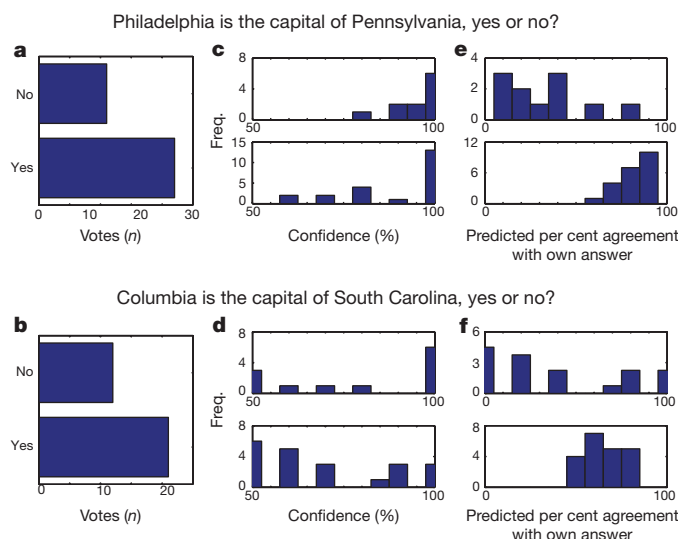 Philadelphia is the capital of Pennsylvania, yes or no?
a
No
Yes
0 10 20 30
Votes (n)
c
Freq.
8
4
0
50 100
15
10
5
0
50 100
Confidence (%)
e
4
2
0
0 100
12
6
0
0 100
Predicted per cent agreement
with own answer
Columbia is the capital of South Carolina, yes or no?
b
No
Yes
0 10 20
Votes (n)
d
Freq.
8
4
0
50 100
8
4
0
50 100
Confidence (%)
f
6
3
0
0 100
8
4
0
0 100
Predicted per cent agreement
with own answer